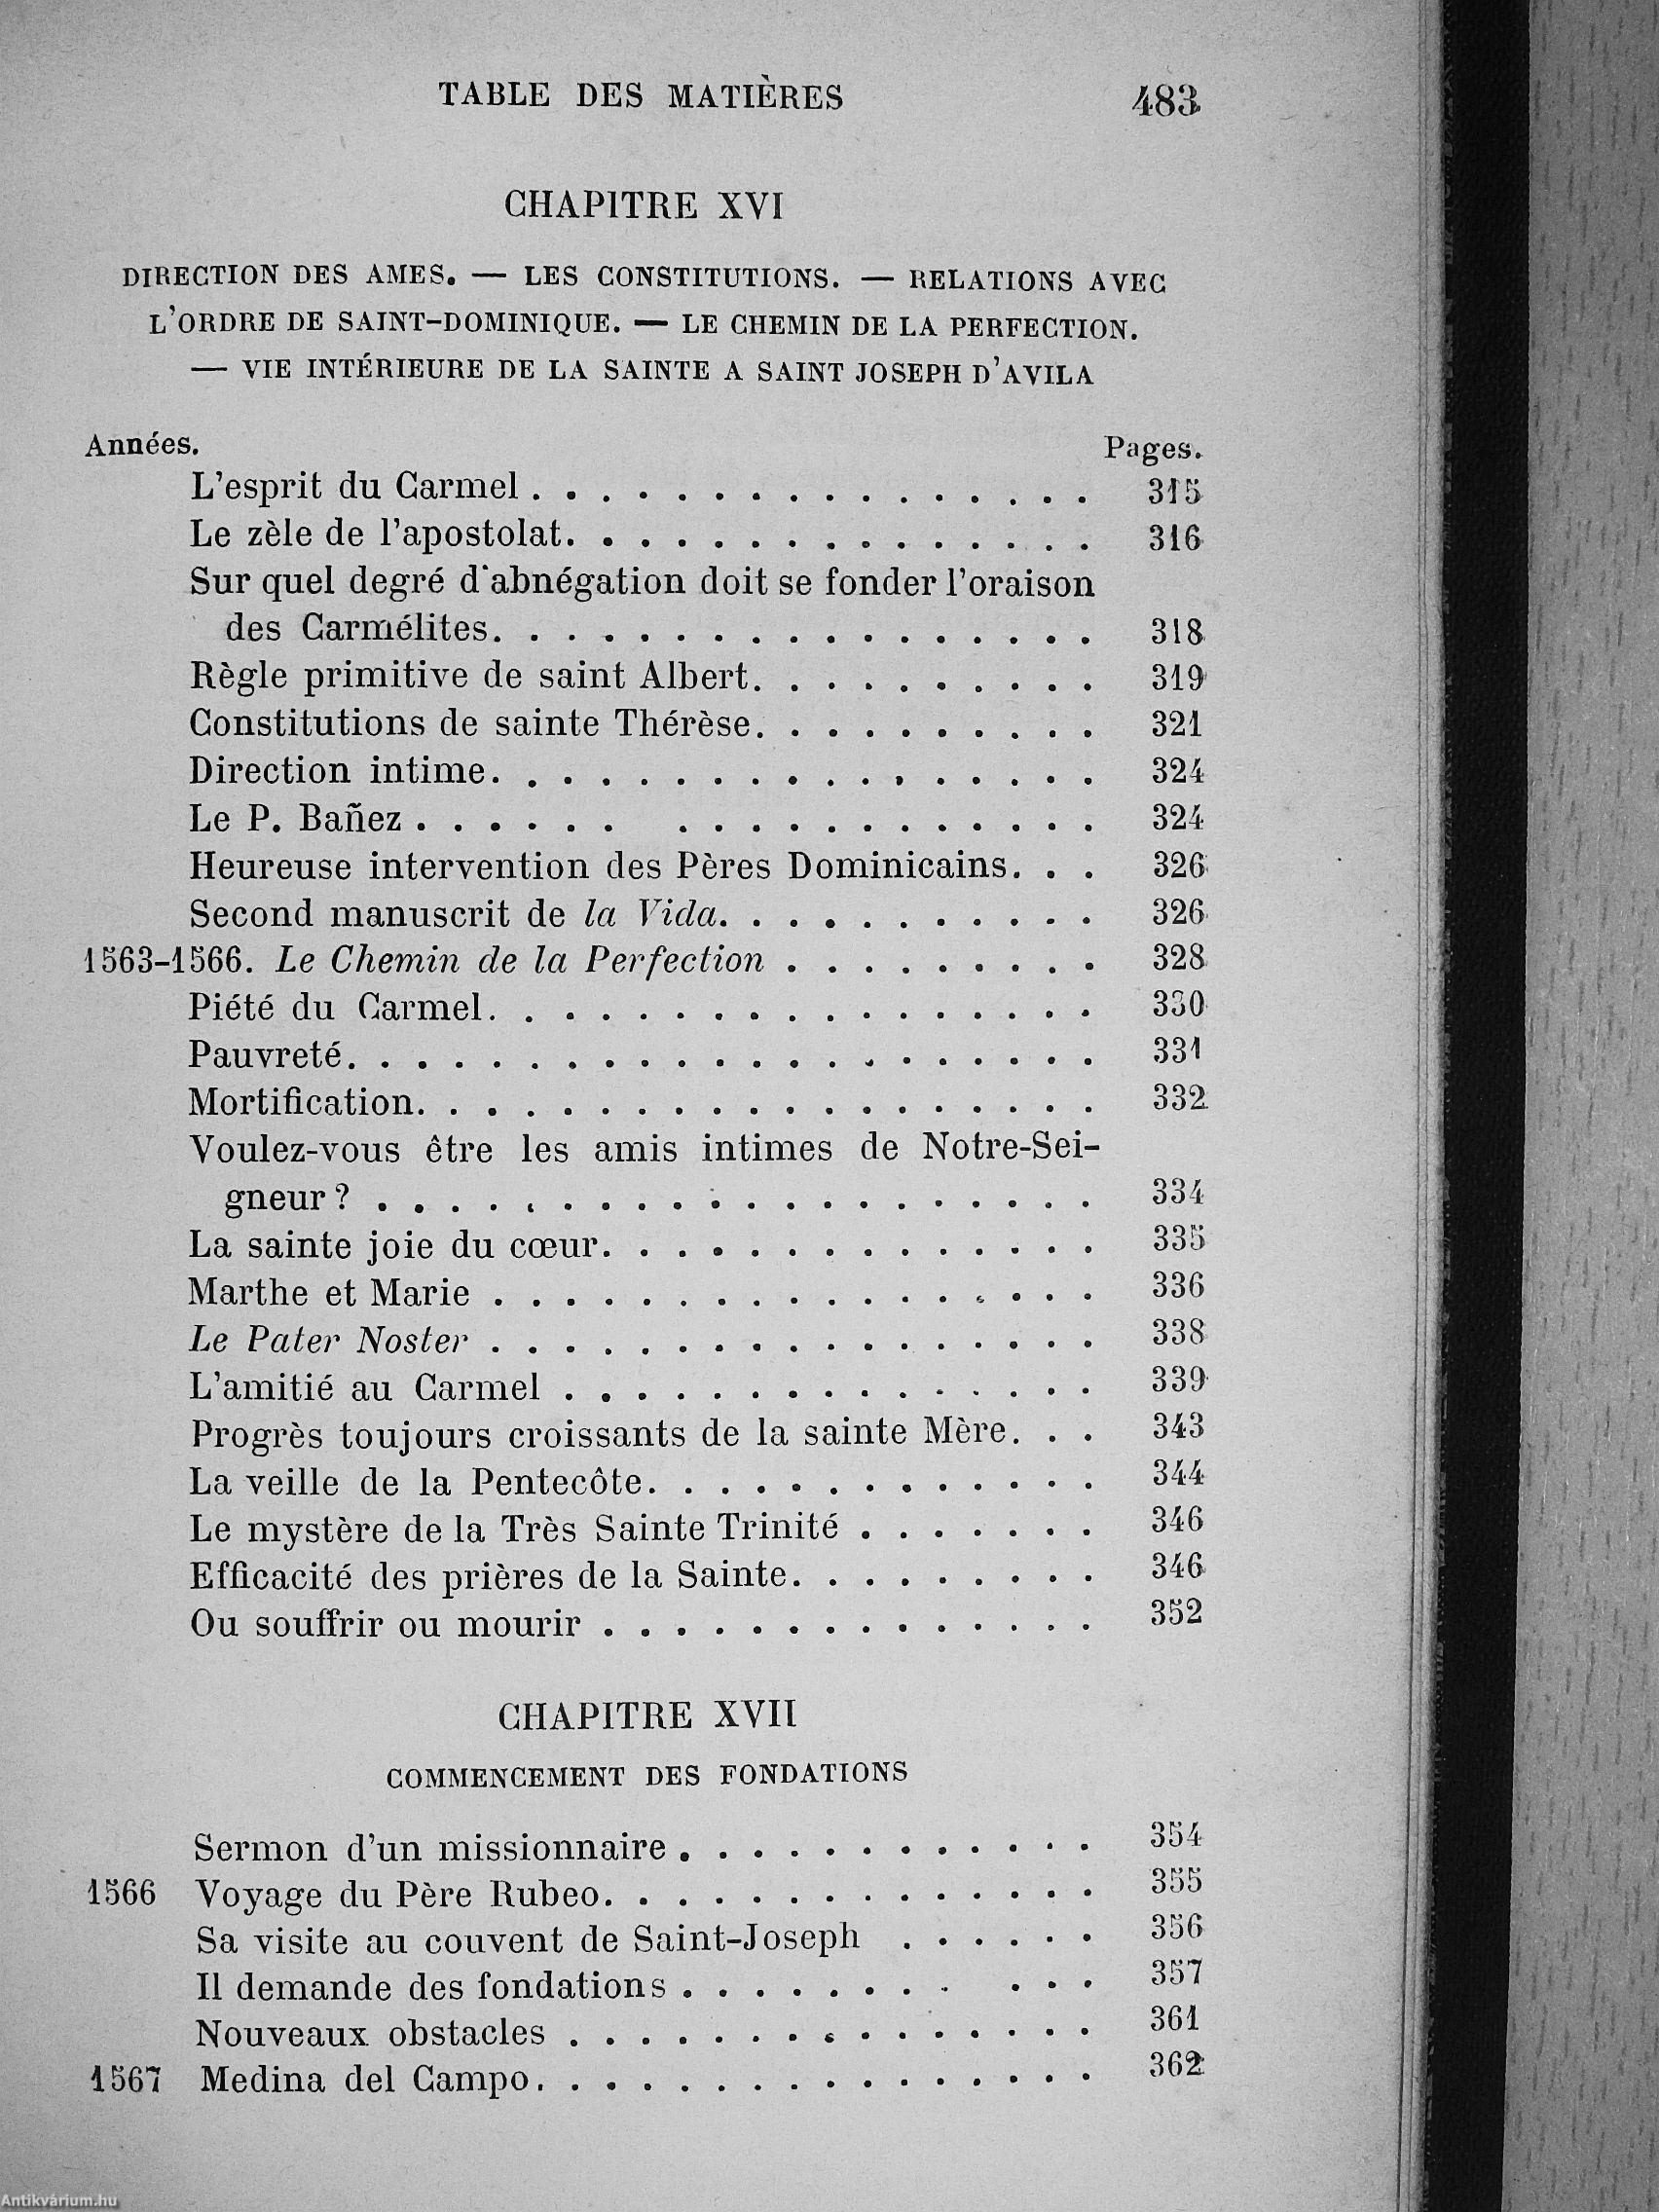 TABLE DES MATIÈRES 483
CHAPITRE XVI
DIRECTION DES AMES. — LES CONSTITUTIONS. — RELATIONS AVEC
L'ORDRE DE SAINT-DOMINIQUE. — LE CHEMIN DE LA PERFECTION.
— VIE INTÉRIEURE DE LA SAINTE A SAINT JOSEPH D'AVILA
Années. Pages.
L'esprit du Carmel . . . . . . . . . . . . . . . . 315
Le zèle de l'apostolat. . . . . . . . . . . . . . . 316
Sur quel degré d'abnégation doit se fonder l'oraison
des Carmélites. . . . . . . . . . . . . . . . . 318
Règle primitive de saint Albert. . . . . . . . . . 319
Constitutions de sainte Thérèse. . . . . . . . . . 321
Direction intime. . . . . . . . . . . . . . . . . 324
Le P. Bañez . . . . . . . . . . . . . . . . . . 324
Heureuse intervention des Pères Dominicains. . . 326
Second manuscrit de la Vida. . . . . . . . . . . 326
1563-1566. Le Chemin de la Perfection . . . . . . . . . 328
Piété du Carmel. . . . . . . . . . . . . . . . . 330
Pauvreté. . . . . . . . . . . . . . . . . . . . . 331
Mortification. . . . . . . . . . . . . . . . . . . 332
Voulez-vous être les amis intimes de Notre-Sei-
gneur ? . . . . . . . . . . . . . . . . . . . . 334
La sainte joie du cœur. . . . . . . . . . . . . . 335
Marthe et Marie . . . . . . . . . . . . . . . . . 336
Le Pater Noster . . . . . . . . . . . . . . . . . 338
L'amitié au Carmel . . . . . . . . . . . . . . . 339
Progrès toujours croissants de la sainte Mère. . . 343
La veille de la Pentecôte. . . . . . . . . . . . . 344
Le mystère de la Très Sainte Trinité . . . . . . . 346
Efficacité des prières de la Sainte. . . . . . . . . 346
Ou souffrir ou mourir . . . . . . . . . . . . . . 352
CHAPITRE XVII
COMMENCEMENT DES FONDATIONS
Sermon d'un missionnaire . . . . . . . . . . . . 354
1566 Voyage du Père Rubeo. . . . . . . . . . . . . . 355
Sa visite au couvent de Saint-Joseph . . . . . . 356
Il demande des fondations . . . . . . . . . . . 357
Nouveaux obstacles . . . . . . . . . . . . . . . 361
1567 Medina del Campo. . . . . . . . . . . . . . . . 362
Antikvárium.hu